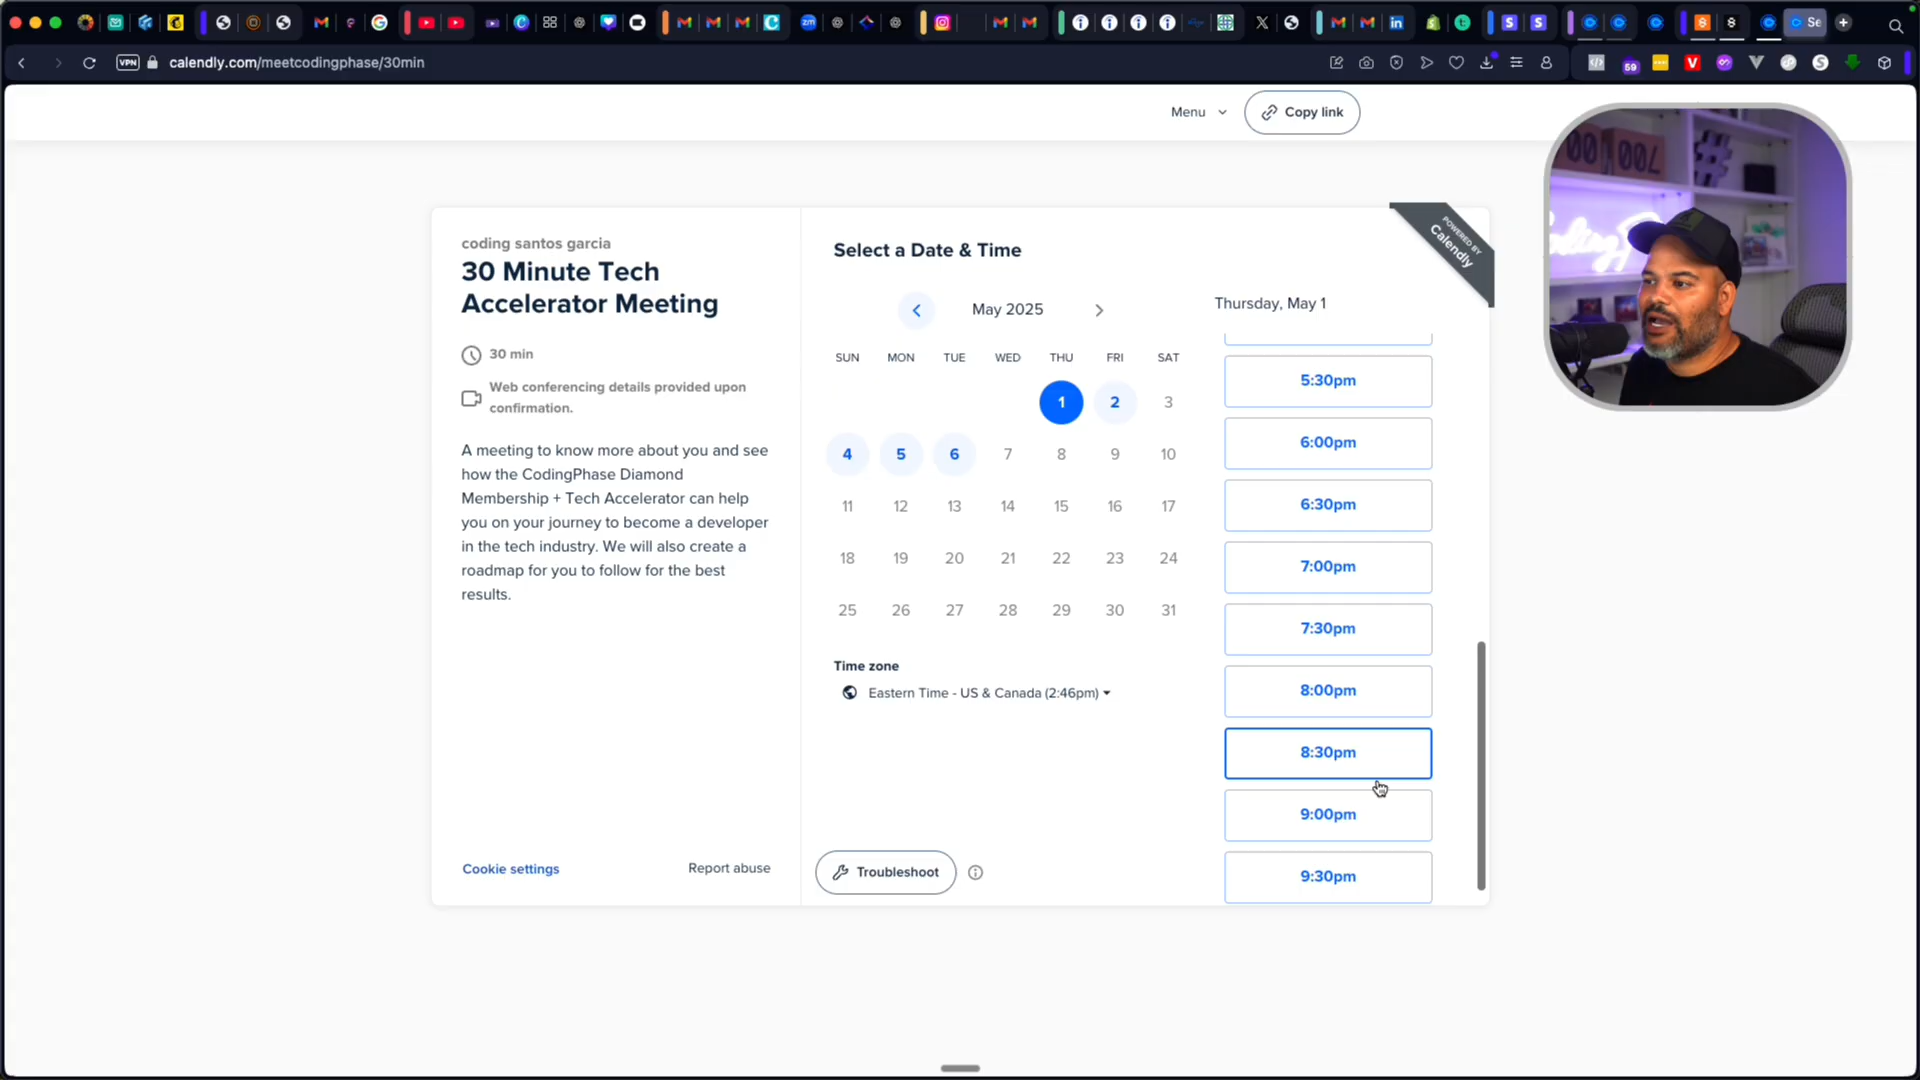 VPN
calendly.com/meetcodingphase/30min
Se
59
Menu
Copy link
coding santos garcia
30 Minute Tech
Accelerator Meeting
30 min
Web conferencing details provided upon
confirmation.
A meeting to know more about you and see
how the CodingPhase Diamond
Membership + Tech Accelerator can help
you on your journey to become a developer
in the tech industry. We will also create a
roadmap for you to follow for the best
results.
Cookie settings
Report abuse
Select a Date & Time
POWERED BY
Calendly
May 2025
SUN MON TUE WED THU FRI SAT
1 2 3
4 5 6 7 8 9 10
11 12 13 14 15 16 17
18 19 20 21 22 23 24
25 26 27 28 29 30 31
Time zone
Eastern Time - US & Canada (2:46pm)
Troubleshoot
Thursday, May 1
5:30pm
6:00pm
6:30pm
7:00pm
7:30pm
8:00pm
8:30pm
9:00pm
9:30pm